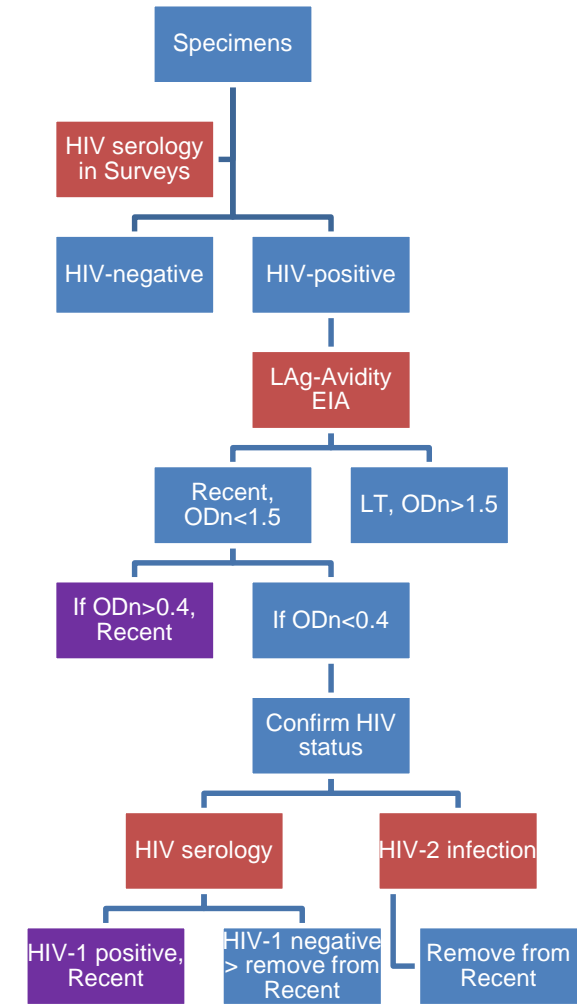 Specimens
HIV serology
in Surveys
HIV-negative
HIV-positive
LAg-Avidity
EIA
Recent,
ODn<1.5
LT, ODn>1.5
If ODn>0.4,
Recent
If ODn<0.4
Confirm HIV
status
HIV serology
HIV-2 infection
HIV-1 positive,
Recent
HIV-1 negative
> remove from
Recent
Remove from
Recent